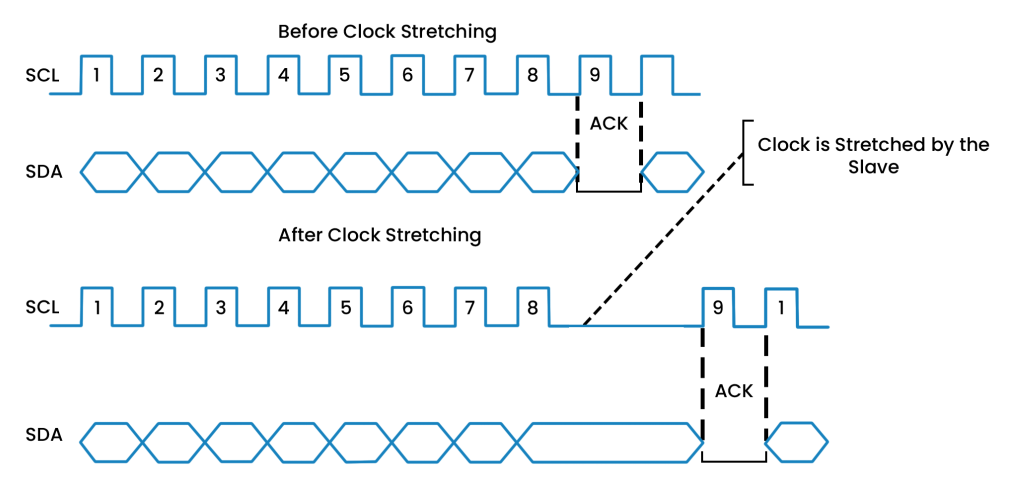 Before Clock Stretching
SCL 1 2 3 4 5 6 7 8 9
ACK
SDA
Clock is Stretched by the
Slave
After Clock Stretching
SCL 1 2 3 4 5 6 7 8 9 1
ACK
SDA